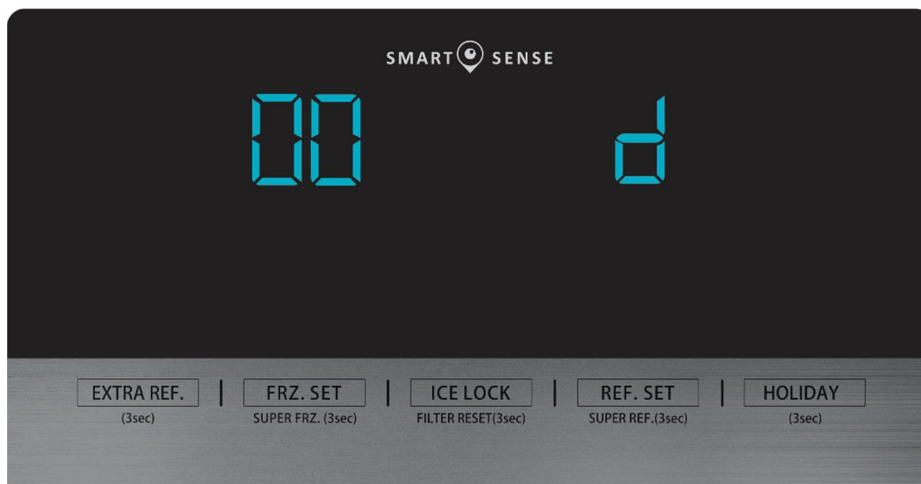 SMART SENSE
00 d
EXTRA REF. FRZ. SET ICE LOCK REF. SET HOLIDAY
(3sec) SUPER FRZ. (3sec) FILTER RESET(3sec) SUPER REF.(3sec) (3sec)